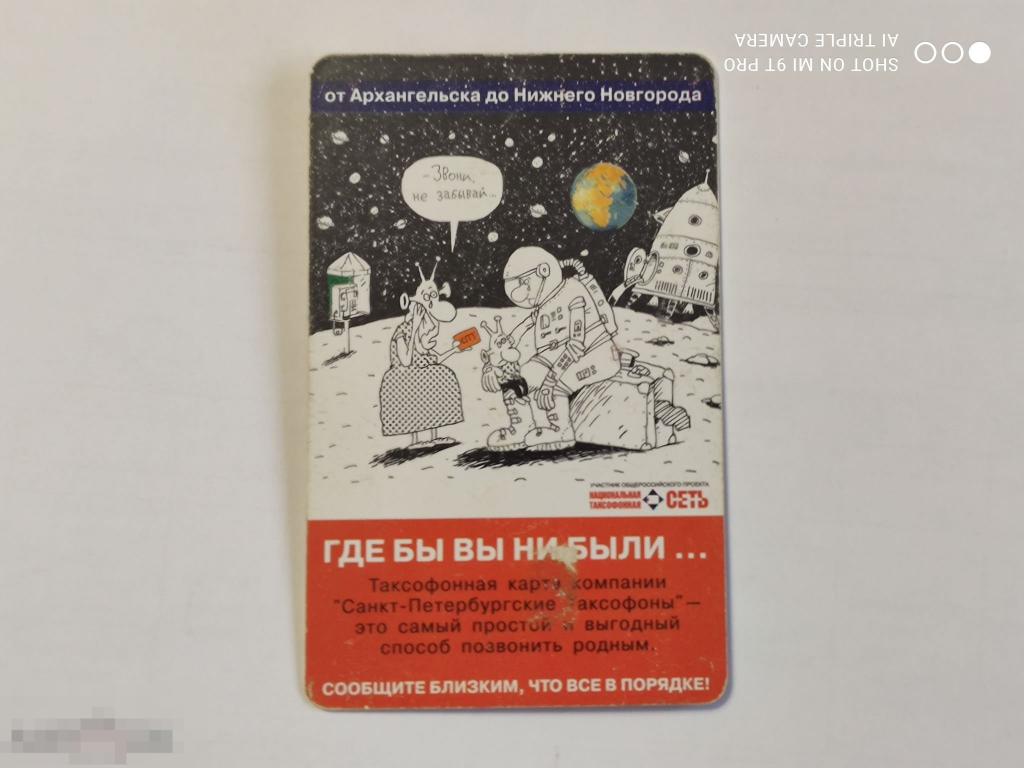 SHOT ON MI 9T PRO
AI TRIPLE CAMERA
от Архангельска до Нижнего Новгорода
- Звони,
не забывай...
УЧАСТНИК ОБЩЕРОССИЙСКОГО ПРОЕКТА
НАЦИОНАЛЬНАЯ
ТАКСОФОННАЯ
СЕТЬ
ГДЕ БЫ ВЫ НИ БЫЛИ ...
Таксофонная карта компании
"Санкт-Петербургские таксофоны"—
это самый простой и выгодный
способ позвонить родным.
СООБЩИТЕ БЛИЗКИМ, ЧТО ВСЕ В ПОРЯДКЕ!